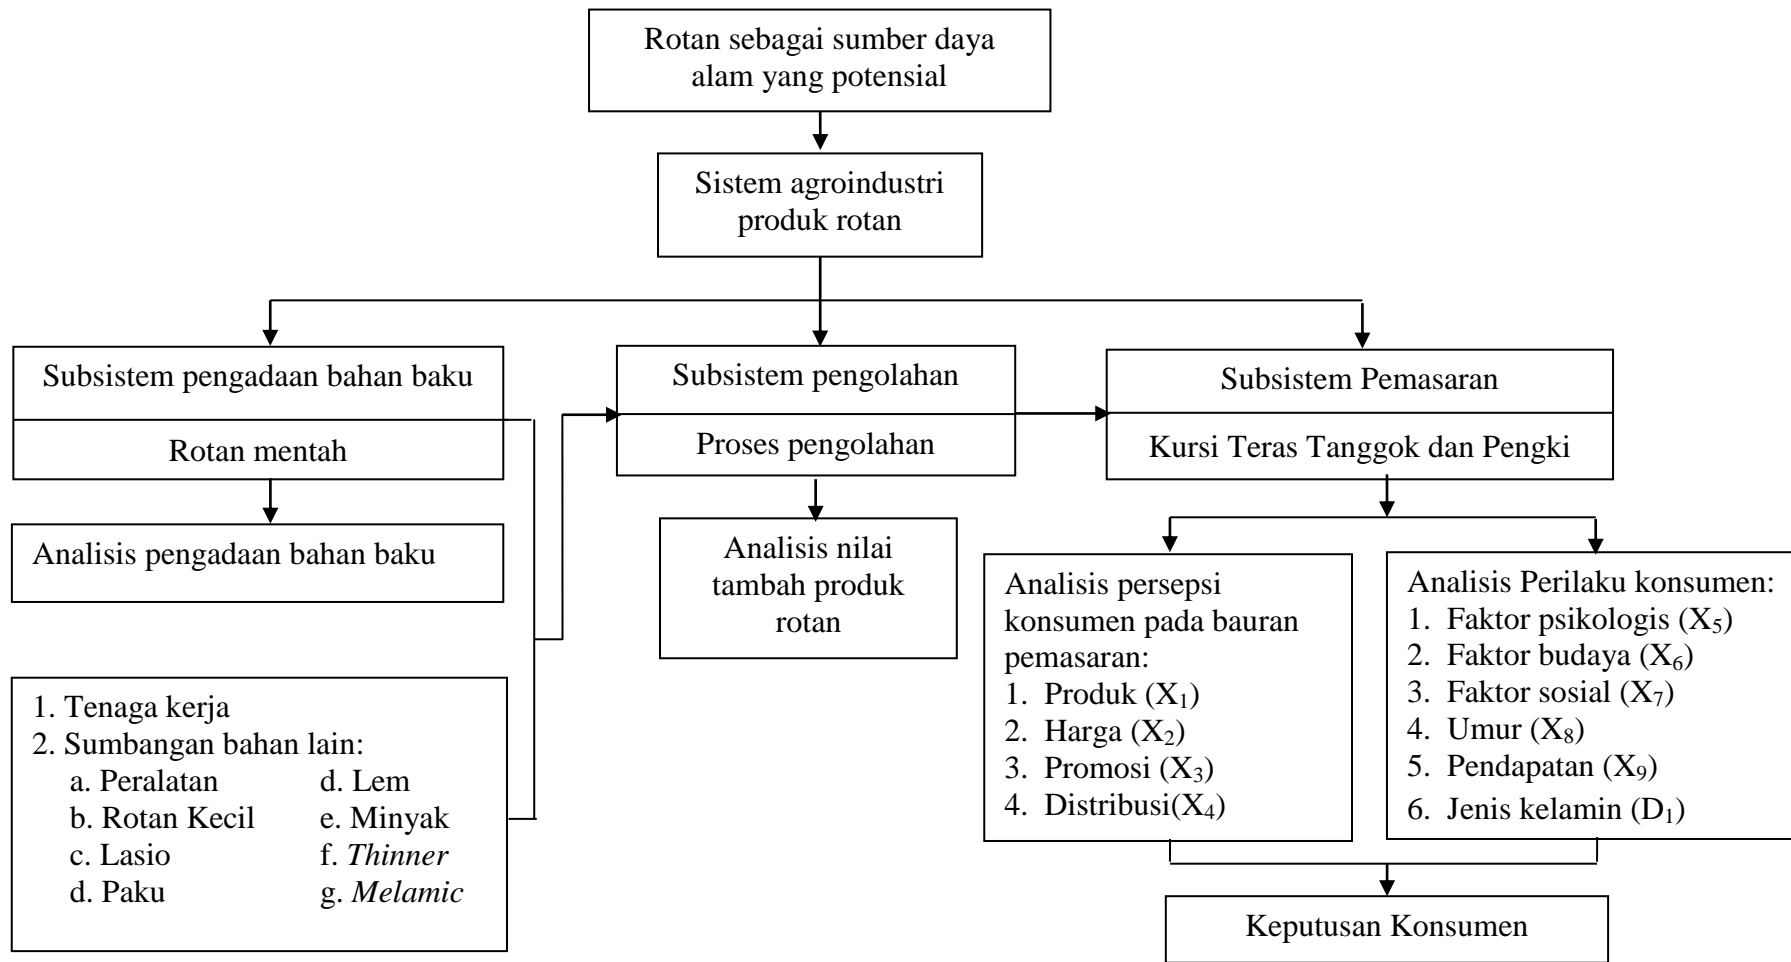 Rotan sebagai sumber daya
alam yang potensial
Sistem agroindustri
produk rotan
Subsistem pengadaan bahan baku
Rotan mentah
Analisis pengadaan bahan baku
1. Tenaga kerja
2. Sumbangan bahan lain:
a. Peralatan d. Lem
b. Rotan Kecil e. Minyak
c. Lasio f. Thinner
d. Paku g. Melamic
Subsistem pengolahan
Proses pengolahan
Analisis nilai
tambah produk
rotan
Subsistem Pemasaran
Kursi Teras Tanggok dan Pengki
Analisis persepsi
konsumen pada bauran
pemasaran:
1. Produk (X₁)
2. Harga (X₂)
3. Promosi (X₃)
4. Distribusi(X₄)
Analisis Perilaku konsumen:
1. Faktor psikologis (X₅)
2. Faktor budaya (X₆)
3. Faktor sosial (X₇)
4. Umur (X₈)
5. Pendapatan (X₉)
6. Jenis kelamin (D₁)
Keputusan Konsumen